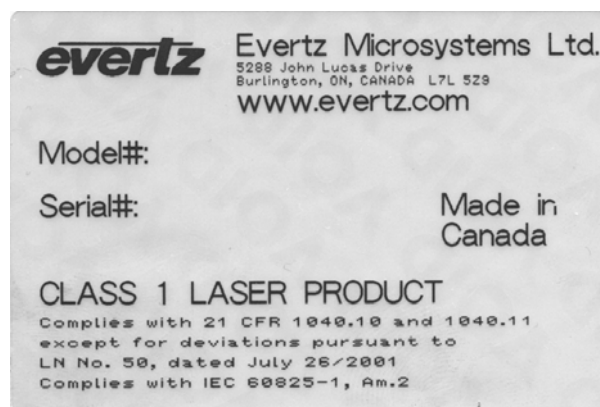 evertz
Evertz Microsystems Ltd.
5288 John Lucas Drive
Burlington, ON, CANADA L7L 5Z9
www.evertz.com
Model#:
Serial#:
Made in
Canada
CLASS 1 LASER PRODUCT
Complies with 21 CFR 1040.10 and 1040.11
except for deviations pursuant to
LN No. 50, dated July 26/2001
Complies with IEC 60825-1, Am.2